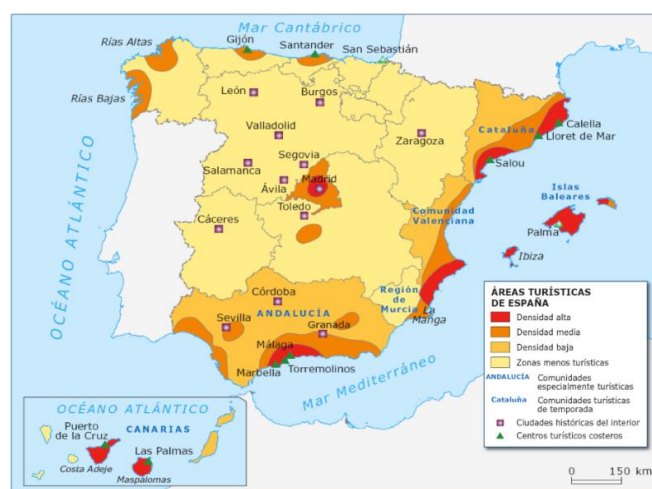 Mar Cantábrico
Rías Altas
Gijón
Santander
San Sebastián
Rías Bajas
León
Burgos
Valladolid
Zaragoza
Cataluña
Calella
Lloret de Mar
Segovia
Salamanca
Madrid
Salou
Ávila
Islas
Baleares
Toledo
Cáceres
Comunidad
Valenciana
Palma
Ibiza
OCÉANO ATLÁNTICO
Córdoba
ANDALUCÍA
Región
de
Murcia
La
Manga
Sevilla
Granada
Málaga
Marbella
Torremolinos
Mar Mediterráneo
ÁREAS TURÍSTICAS
DE ESPAÑA
Densidad alta
Densidad media
Densidad baja
Zonas menos turísticas
ANDALUCÍA Comunidades
especialmente turísticas
Cataluña Comunidades turísticas
de temporada
Ciudades históricas del interior
Centros turísticos costeros
OCÉANO ATLÁNTICO
Puerto
de la Cruz
CANARIAS
Las Palmas
Costa Adeje
Maspalomas
0 150 km